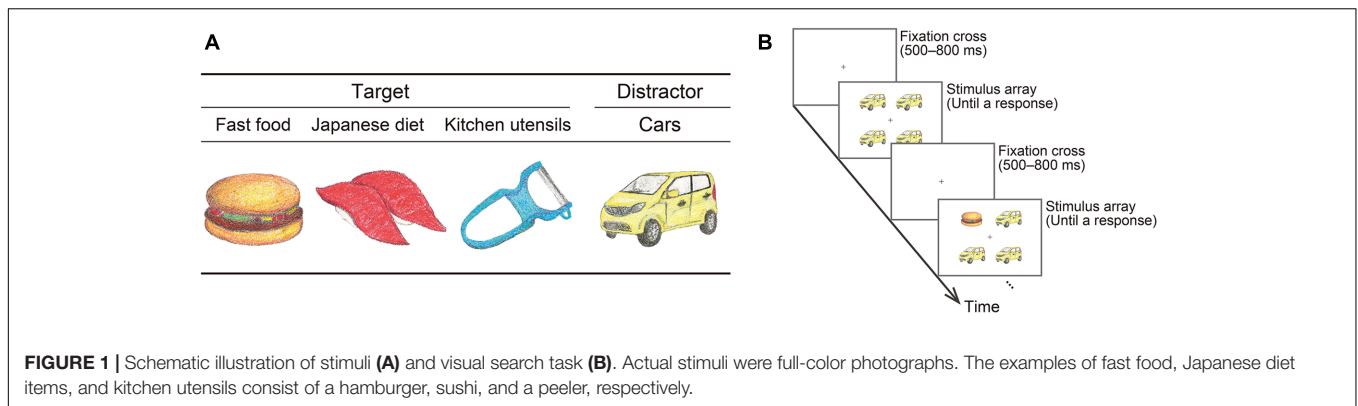 A
Target Distractor
Fast food Japanese diet Kitchen utensils Cars
B
Fixation cross
(500–800 ms)
Stimulus array
(Until a response)
Fixation cross
(500–800 ms)
Stimulus array
(Until a response)
Time
FIGURE 1 | Schematic illustration of stimuli (A) and visual search task (B). Actual stimuli were full-color photographs. The examples of fast food, Japanese diet
items, and kitchen utensils consist of a hamburger, sushi, and a peeler, respectively.